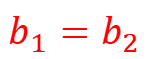 b₁ = b₂